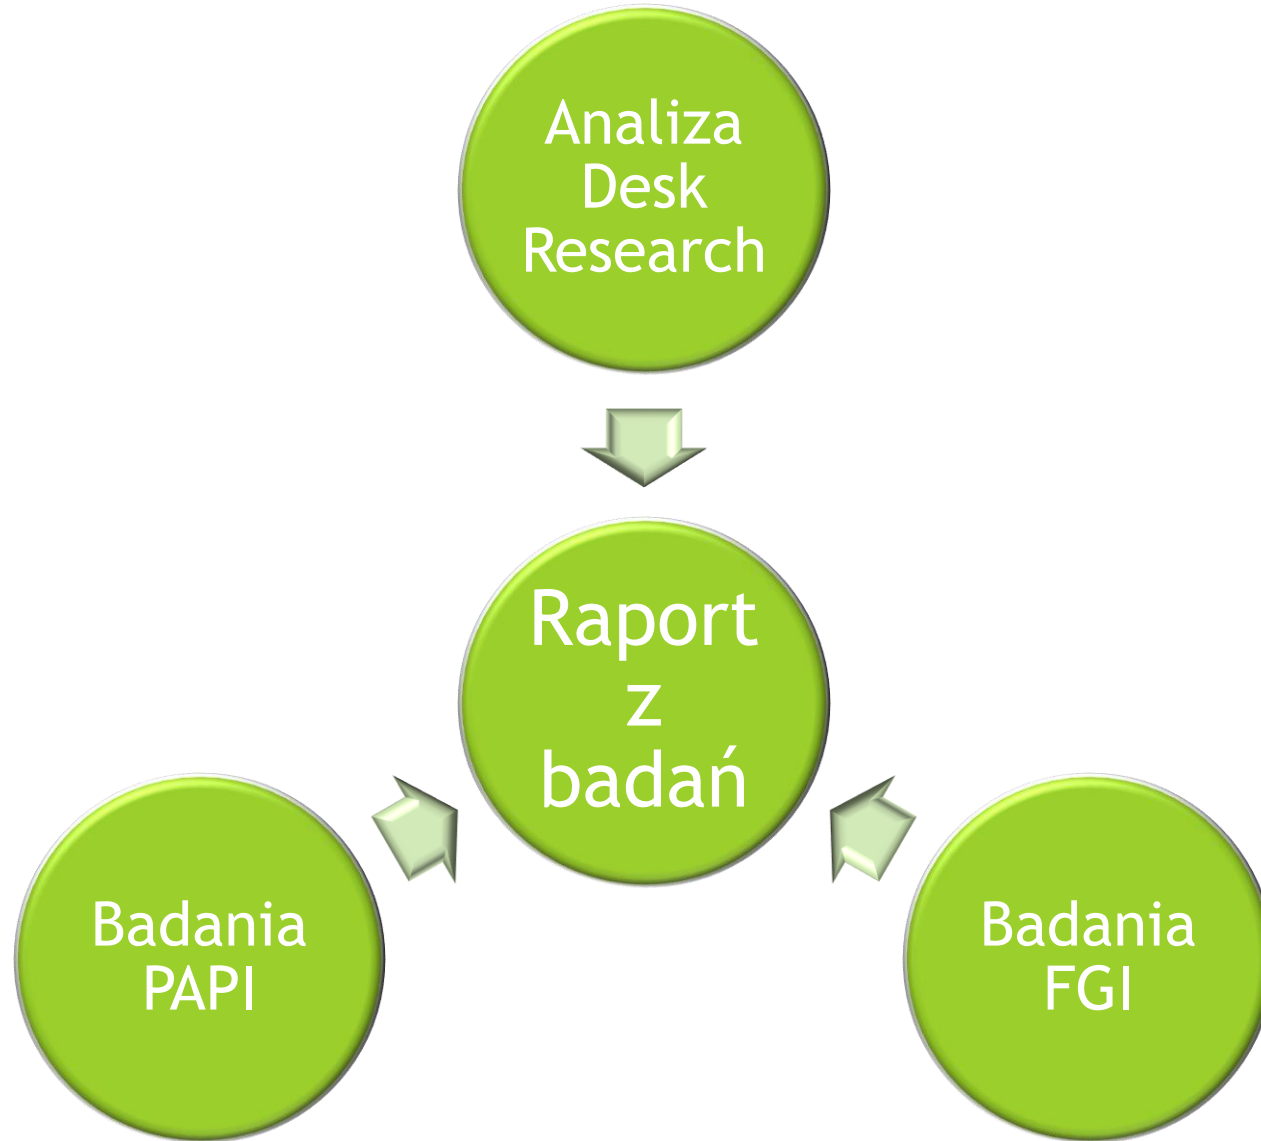 Analiza
Desk
Research
Raport
z
badań
Badania
PAPI
Badania
FGI